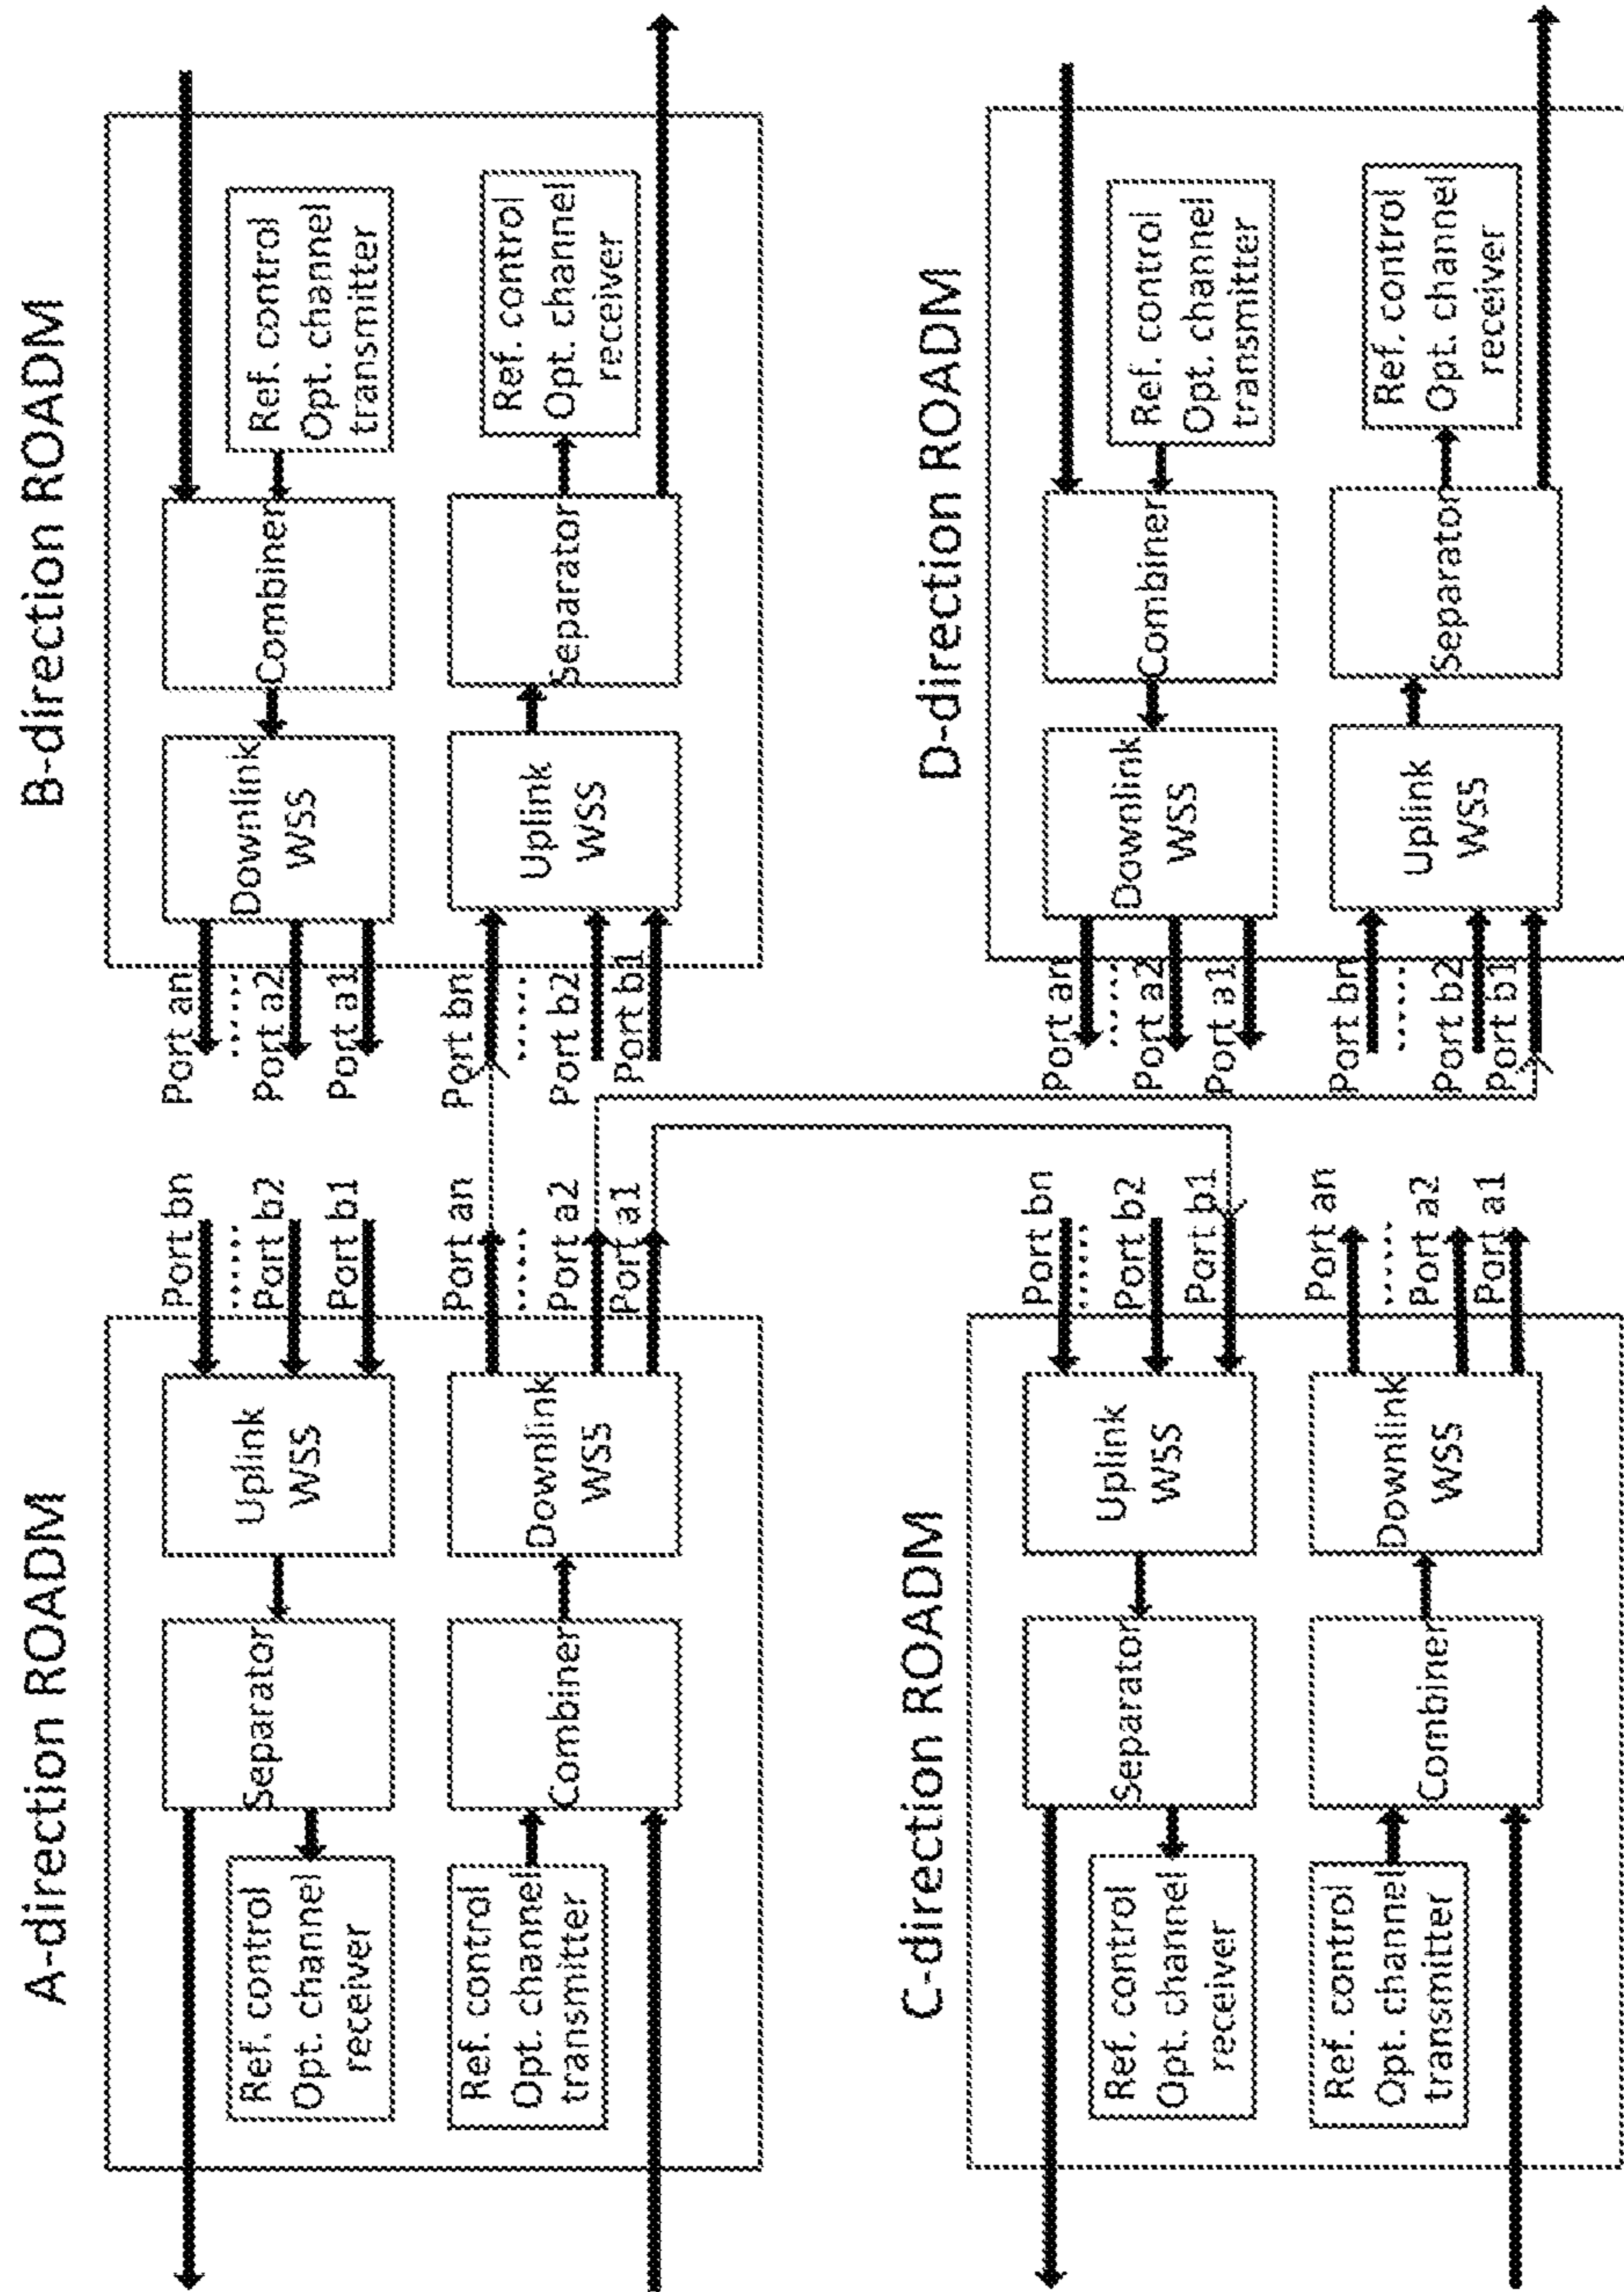 A-direction ROADM
Ref. control
Opt. channel
receiver
Separator
Uplink
WSS
Port bn
......
Port b2
Port b1
Ref. control
Opt. channel
transmitter
Combiner
Downlink
WSS
Port an
......
Port a2
Port a1
B-direction ROADM
Port an
......
Port a2
Port a1
Downlink
WSS
Combiner
Ref. control
Opt. channel
transmitter
Port bn
......
Port b2
Port b1
Uplink
WSS
Separator
Ref. control
Opt. channel
receiver
C-direction ROADM
Ref. control
Opt. channel
receiver
Separator
Uplink
WSS
Port bn
......
Port b2
Port b1
Ref. control
Opt. channel
transmitter
Combiner
Downlink
WSS
Port an
......
Port a2
Port a1
D-direction ROADM
Port an
......
Port a2
Port a1
Downlink
WSS
Combiner
Ref. control
Opt. channel
transmitter
Port bn
......
Port b2
Port b1
Uplink
WSS
Separator
Ref. control
Opt. channel
receiver